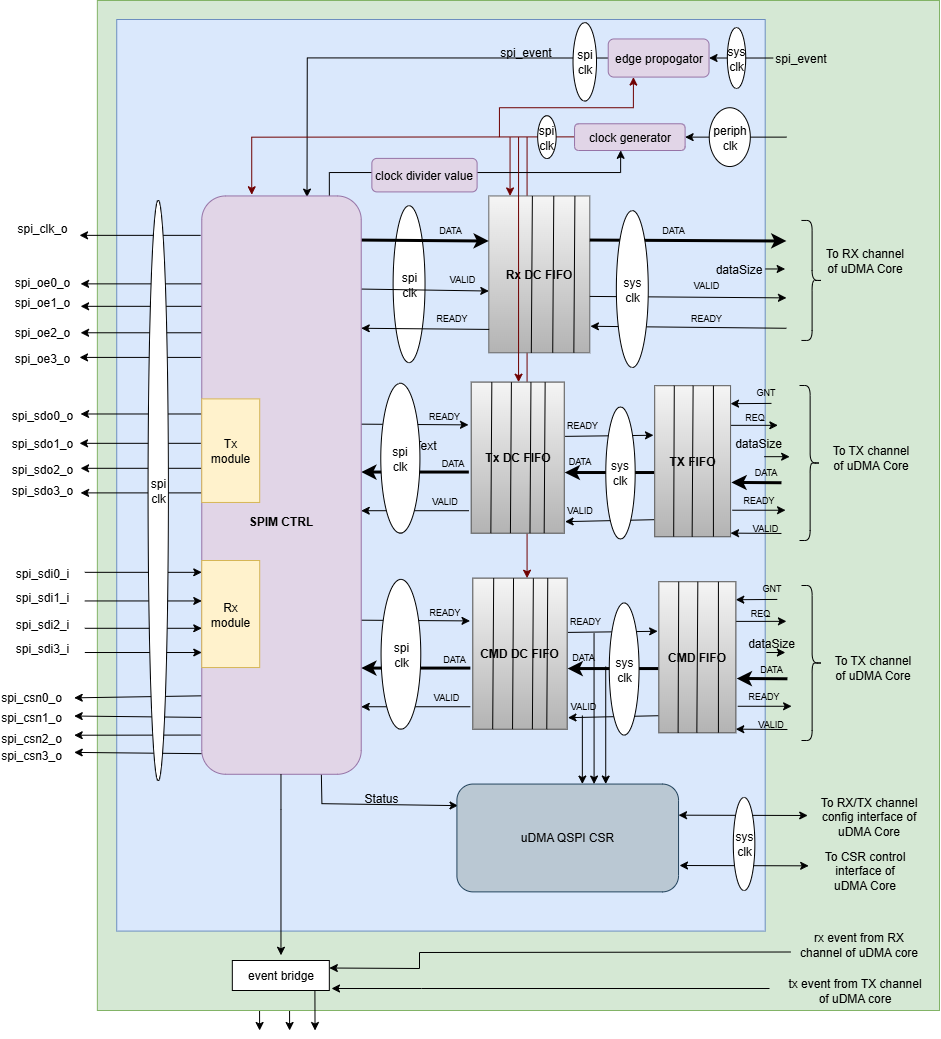 spi_event
spi
clk
edge propogator
sys
clk
spi_event
spi
clk
clock generator
periph
clk
clock divider value
spi_clk_o
spi_oe0_o
spi_oe1_o
spi_oe2_o
spi_oe3_o
spi_sdo0_o
spi_sdo1_o
spi_sdo2_o
spi_sdo3_o
spi_sdi0_i
spi_sdi1_i
spi_sdi2_i
spi_sdi3_i
spi_csn0_o
spi_csn1_o
spi_csn2_o
spi_csn3_o
spi
clk
Tx
module
SPIM CTRL
Rx
module
spi
clk
DATA
VALID
READY
Rx DC FIFO
sys
clk
DATA
dataSize
VALID
READY
To RX channel
of uDMA Core
spi
clk
READY
DATA
VALID
Tx DC FIFO
READY
DATA
VALID
sys
clk
TX FIFO
GNT
REQ
dataSize
DATA
READY
VALID
To TX channel
of uDMA Core
spi
clk
READY
DATA
VALID
CMD DC FIFO
READY
DATA
VALID
sys
clk
CMD FIFO
GNT
REQ
dataSize
DATA
READY
VALID
To TX channel
of uDMA Core
Status
uDMA QSPI CSR
sys
clk
To RX/TX channel
config interface of
uDMA Core
To CSR control
interface of
uDMA Core
event bridge
rx event from RX
channel of uDMA core
tx event from TX channel
of uDMA core